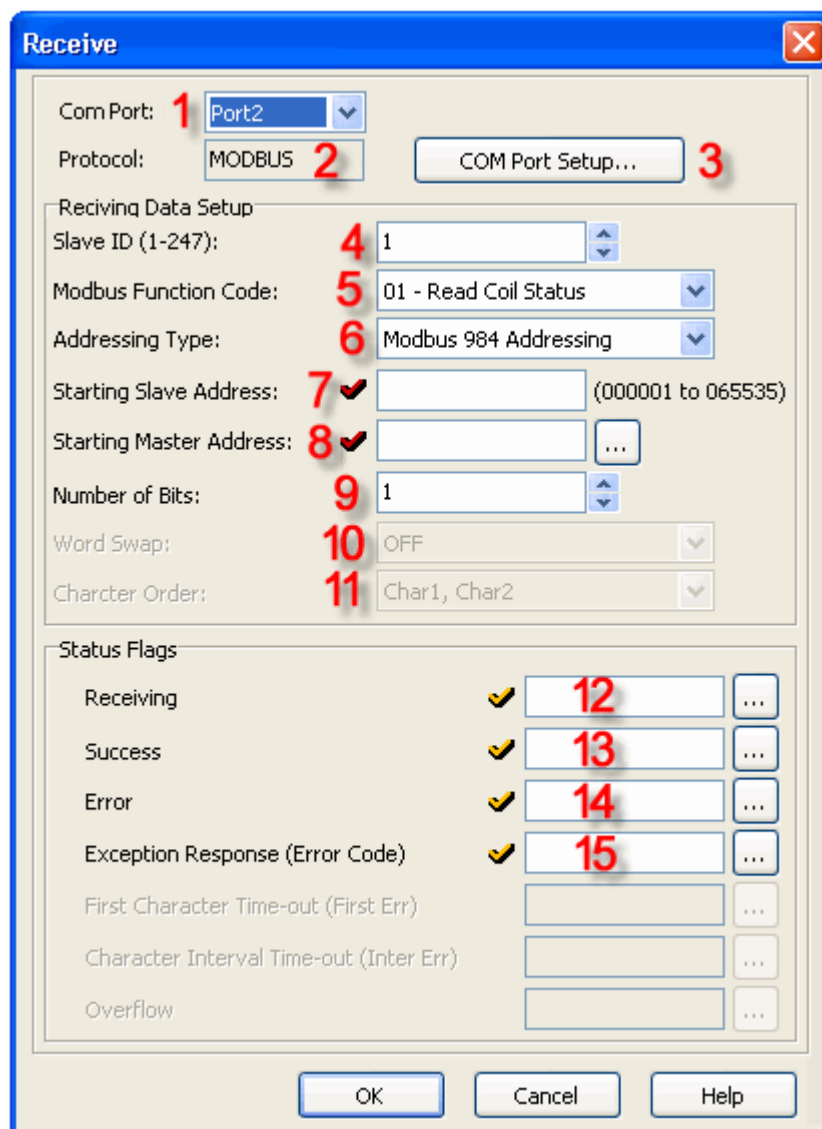 Receive
Com Port: 1 Port2
Protocol: MODBUS 2 COM Port Setup... 3
Reciving Data Setup
Slave ID (1-247): 4 1
Modbus Function Code: 5 01 - Read Coil Status
Addressing Type: 6 Modbus 984 Addressing
Starting Slave Address: 7 (000001 to 065535)
Starting Master Address: 8 ...
Number of Bits: 9 1
Word Swap: 10 OFF
Charcter Order: 11 Char1, Char2
Status Flags
Receiving 12 ...
Success 13 ...
Error 14 ...
Exception Response (Error Code) 15 ...
First Character Time-out (First Err) ...
Character Interval Time-out (Inter Err) ...
Overflow ...
OK Cancel Help